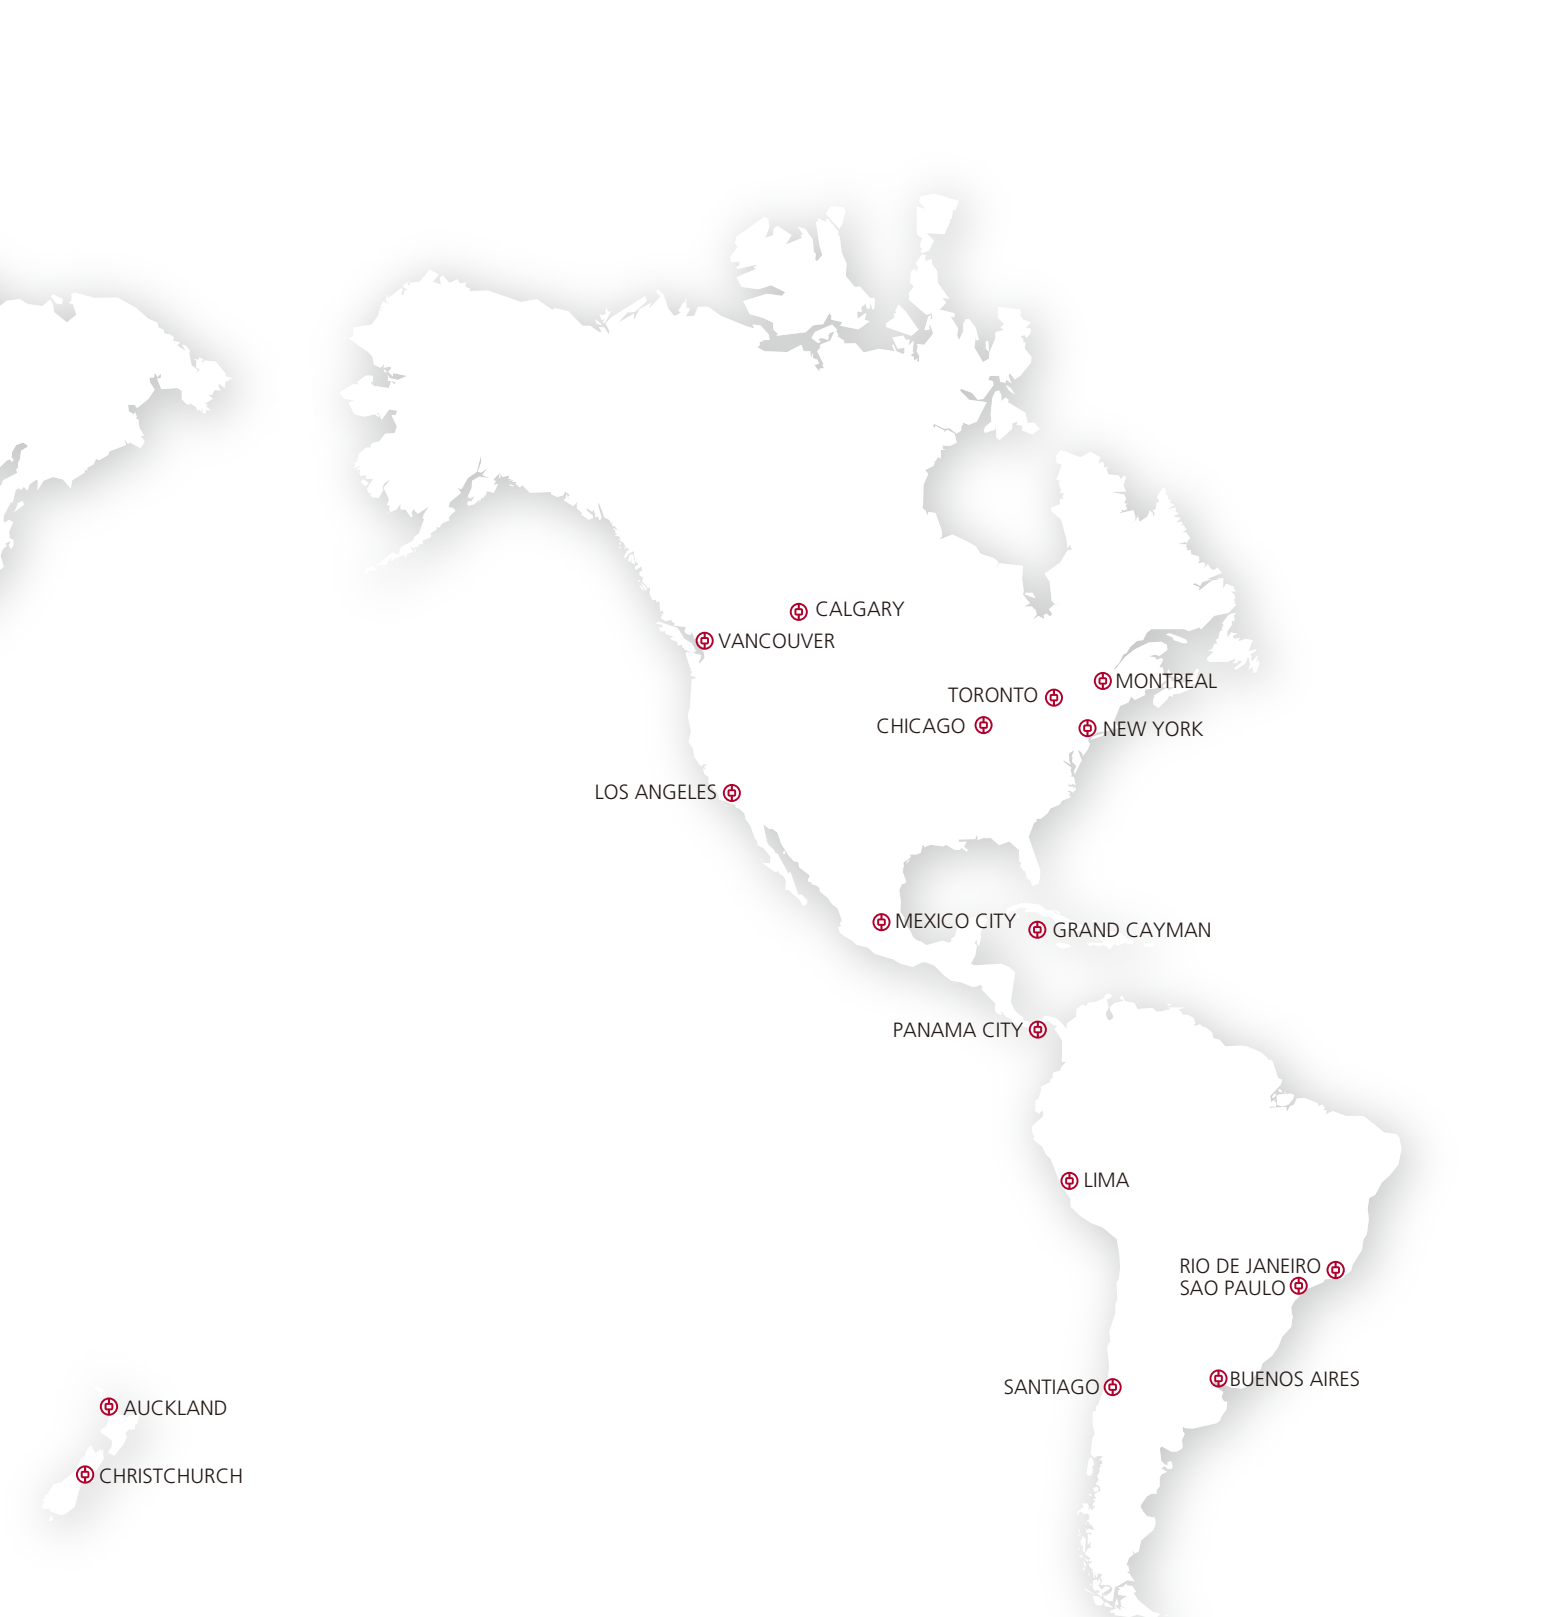 CALGARY
VANCOUVER
MONTREAL
TORONTO
CHICAGO
NEW YORK
LOS ANGELES
MEXICO CITY
GRAND CAYMAN
PANAMA CITY
LIMA
RIO DE JANEIRO
SAO PAULO
BUENOS AIRES
SANTIAGO
AUCKLAND
CHRISTCHURCH